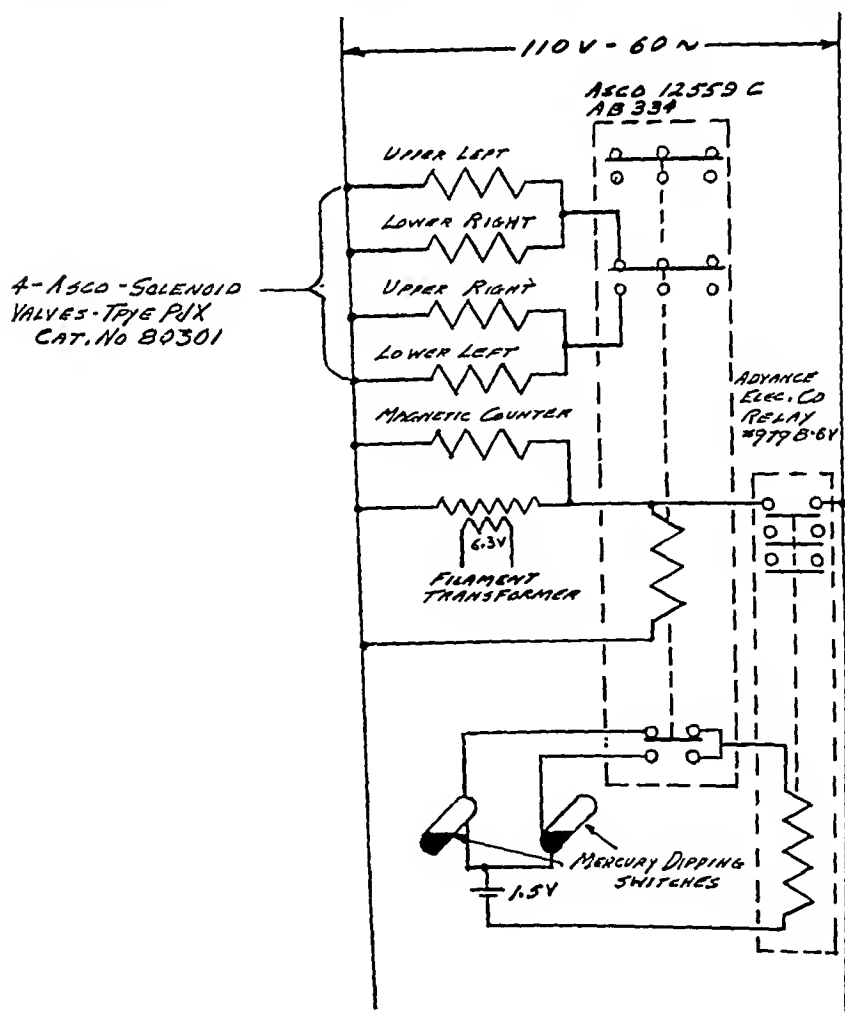 110 V - 60 ~
ASCO 12559 C
AB 334
UPPER LEFT
LOWER RIGHT
4-ASCO-SOLENOID
VALVES-TPYE PJX
CAT. NO 80301
UPPER RIGHT
LOWER LEFT
ADVANCE
ELEC. CO
RELAY
#979 B-6V
MAGNETIC COUNTER
6.3V
FILAMENT
TRANSFORMER
MERCURY DIPPING
SWITCHES
1.5V